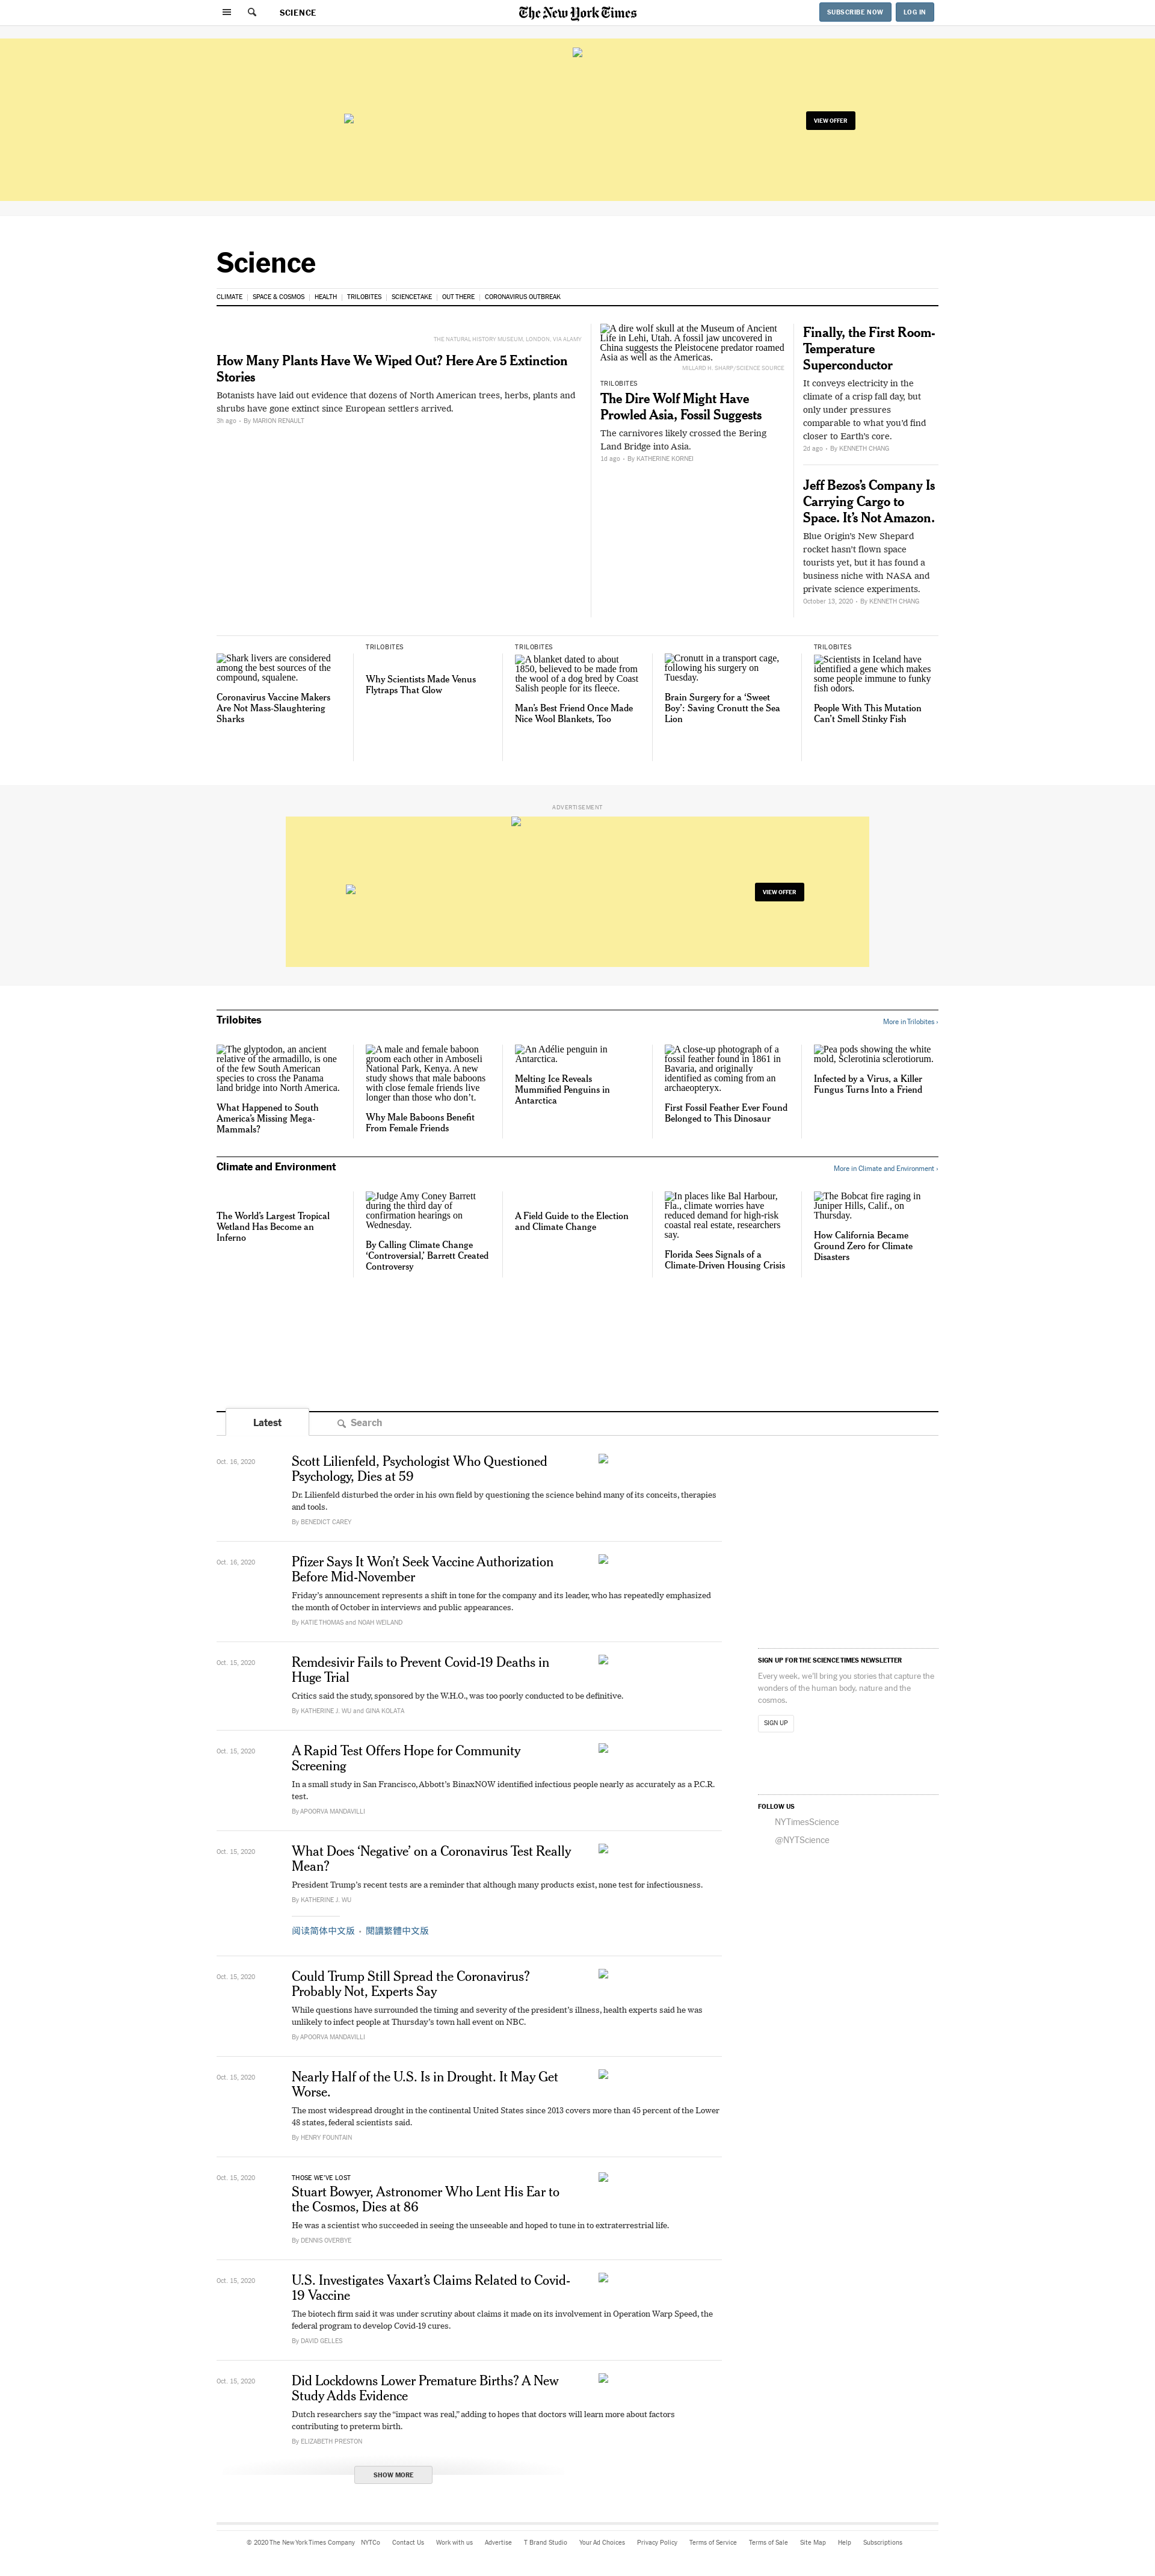 SCIENCE
The New York Times
SUBSCRIBE NOW
LOG IN
VIEW OFFER
Science
CLIMATE
SPACE & COSMOS
HEALTH
TRILOBITES
SCIENCETAKE
OUT THERE
CORONAVIRUS OUTBREAK
THE NATURAL HISTORY MUSEUM, LONDON, VIA ALAMY
How Many Plants Have We Wiped Out? Here Are 5 Extinction
Stories
Botanists have laid out evidence that dozens of North American trees, herbs, plants and
shrubs have gone extinct since European settlers arrived.
3h ago • By MARION RENAULT
A dire wolf skull at the Museum of Ancient
Life in Lehi, Utah. A fossil jaw uncovered in
China suggests the Pleistocene predator roamed
Asia as well as the Americas.
MILLARD H. SHARP/SCIENCE SOURCE
TRILOBITES
The Dire Wolf Might Have
Prowled Asia, Fossil Suggests
The carnivores likely crossed the Bering
Land Bridge into Asia.
1d ago • By KATHERINE KORNEI
Finally, the First Room-
Temperature
Superconductor
It conveys electricity in the
climate of a crisp fall day, but
only under pressures
comparable to what you'd find
closer to Earth's core.
2d ago • By KENNETH CHANG
Jeff Bezos's Company Is
Carrying Cargo to
Space. It's Not Amazon.
Blue Origin's New Shepard
rocket hasn't flown space
tourists yet, but it has found a
business niche with NASA and
private science experiments.
October 13, 2020 • By KENNETH CHANG
Shark livers are considered
among the best sources of the
compound, squalene.
Coronavirus Vaccine Makers
Are Not Mass-Slaughtering
Sharks
TRILOBITES
Why Scientists Made Venus
Flytraps That Glow
TRILOBITES
A blanket dated to about
1850, believed to be made from
the wool of a dog bred by Coast
Salish people for its fleece.
Man's Best Friend Once Made
Nice Wool Blankets, Too
Cronutt in a transport cage,
following his surgery on
Tuesday.
Brain Surgery for a 'Sweet
Boy': Saving Cronutt the Sea
Lion
TRILOBITES
Scientists in Iceland have
identified a gene which makes
some people immune to funky
fish odors.
People With This Mutation
Can't Smell Stinky Fish
ADVERTISEMENT
VIEW OFFER
Trilobites
More in Trilobites ›
The glyptodon, an ancient
relative of the armadillo, is one
of the few South American
species to cross the Panama
land bridge into North America.
What Happened to South
America's Missing Mega-
Mammals?
A male and female baboon
groom each other in Amboseli
National Park, Kenya. A new
study shows that male baboons
with close female friends live
longer than those who don't.
Why Male Baboons Benefit
From Female Friends
An Adélie penguin in
Antarctica.
Melting Ice Reveals
Mummified Penguins in
Antarctica
A close-up photograph of a
fossil feather found in 1861 in
Bavaria, and originally
identified as coming from an
archaeopteryx.
First Fossil Feather Ever Found
Belonged to This Dinosaur
Pea pods showing the white
mold, Sclerotinia sclerotiorum.
Infected by a Virus, a Killer
Fungus Turns Into a Friend
Climate and Environment
More in Climate and Environment ›
The World's Largest Tropical
Wetland Has Become an
Inferno
Judge Amy Coney Barrett
during the third day of
confirmation hearings on
Wednesday.
By Calling Climate Change
'Controversial,' Barrett Created
Controversy
A Field Guide to the Election
and Climate Change
In places like Bal Harbour,
Fla., climate worries have
reduced demand for high-risk
coastal real estate, researchers
say.
Florida Sees Signals of a
Climate-Driven Housing Crisis
The Bobcat fire raging in
Juniper Hills, Calif., on
Thursday.
How California Became
Ground Zero for Climate
Disasters
Latest
Search
Oct. 16, 2020
Scott Lilienfeld, Psychologist Who Questioned
Psychology, Dies at 59
Dr. Lilienfeld disturbed the order in his own field by questioning the science behind many of its conceits, therapies
and tools.
By BENEDICT CAREY
Oct. 16, 2020
Pfizer Says It Won't Seek Vaccine Authorization
Before Mid-November
Friday's announcement represents a shift in tone for the company and its leader, who has repeatedly emphasized
the month of October in interviews and public appearances.
By KATIE THOMAS and NOAH WEILAND
Oct. 15, 2020
Remdesivir Fails to Prevent Covid-19 Deaths in
Huge Trial
Critics said the study, sponsored by the W.H.O., was too poorly conducted to be definitive.
By KATHERINE J. WU and GINA KOLATA
Oct. 15, 2020
A Rapid Test Offers Hope for Community
Screening
In a small study in San Francisco, Abbott's BinaxNOW identified infectious people nearly as accurately as a P.C.R.
test.
By APOORVA MANDAVILLI
Oct. 15, 2020
What Does 'Negative' on a Coronavirus Test Really
Mean?
President Trump's recent tests are a reminder that although many products exist, none test for infectiousness.
By KATHERINE J. WU
阅读简体中文版 • 閱讀繁體中文版
Oct. 15, 2020
Could Trump Still Spread the Coronavirus?
Probably Not, Experts Say
While questions have surrounded the timing and severity of the president's illness, health experts said he was
unlikely to infect people at Thursday's town hall event on NBC.
By APOORVA MANDAVILLI
Oct. 15, 2020
Nearly Half of the U.S. Is in Drought. It May Get
Worse.
The most widespread drought in the continental United States since 2013 covers more than 45 percent of the Lower
48 states, federal scientists said.
By HENRY FOUNTAIN
Oct. 15, 2020
THOSE WE'VE LOST
Stuart Bowyer, Astronomer Who Lent His Ear to
the Cosmos, Dies at 86
He was a scientist who succeeded in seeing the unseeable and hoped to tune in to extraterrestrial life.
By DENNIS OVERBYE
Oct. 15, 2020
U.S. Investigates Vaxart's Claims Related to Covid-
19 Vaccine
The biotech firm said it was under scrutiny about claims it made on its involvement in Operation Warp Speed, the
federal program to develop Covid-19 cures.
By DAVID GELLES
Oct. 15, 2020
Did Lockdowns Lower Premature Births? A New
Study Adds Evidence
Dutch researchers say the "impact was real," adding to hopes that doctors will learn more about factors
contributing to preterm birth.
By ELIZABETH PRESTON
SHOW MORE
SIGN UP FOR THE SCIENCE TIMES NEWSLETTER
Every week, we'll bring you stories that capture the
wonders of the human body, nature and the
cosmos.
SIGN UP
FOLLOW US
NYTimesScience
@NYTScience
© 2020 The New York Times Company
NYTCo
Contact Us
Work with us
Advertise
T Brand Studio
Your Ad Choices
Privacy Policy
Terms of Service
Terms of Sale
Site Map
Help
Subscriptions